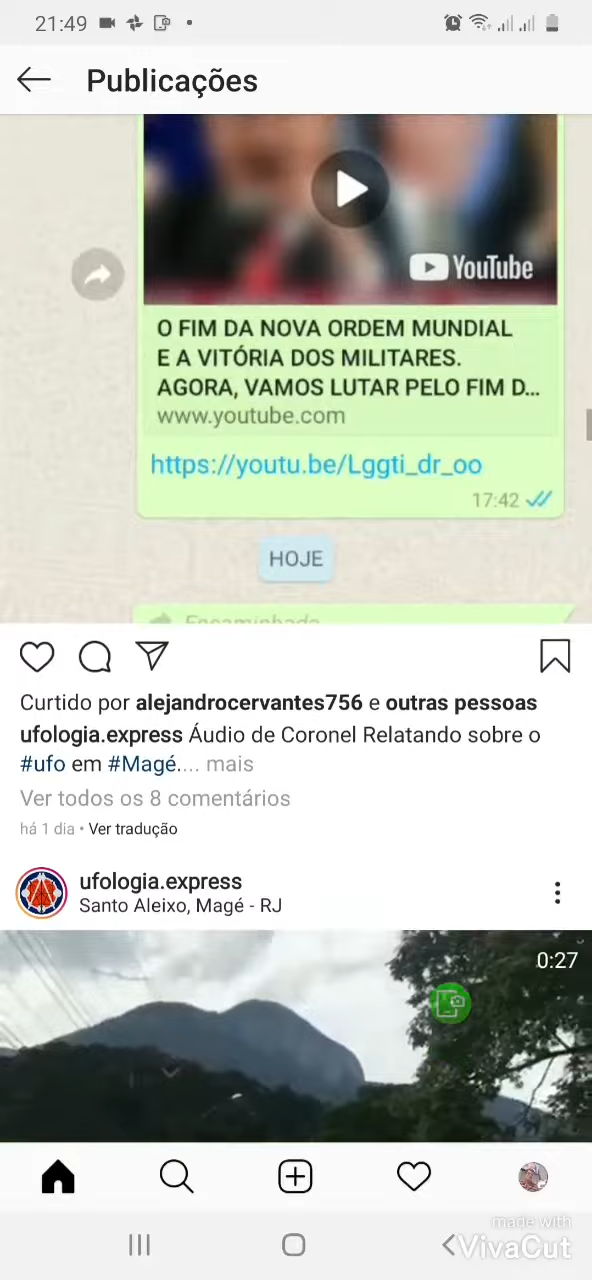 21:49
Publicações
YouTube
O FIM DA NOVA ORDEM MUNDIAL
E A VITÓRIA DOS MILITARES.
AGORA, VAMOS LUTAR PELO FIM D...
www.youtube.com
https://youtu.be/Lggti_dr_oo
17:42
HOJE
Encaminhada
Curtido por alejandrocervantes756 e outras pessoas
ufologia.express Áudio de Coronel Relatando sobre o
#ufo em #Magé.... mais
Ver todos os 8 comentários
há 1 dia • Ver tradução
ufologia.express
Santo Aleixo, Magé - RJ
0:27
made with
VivaCut